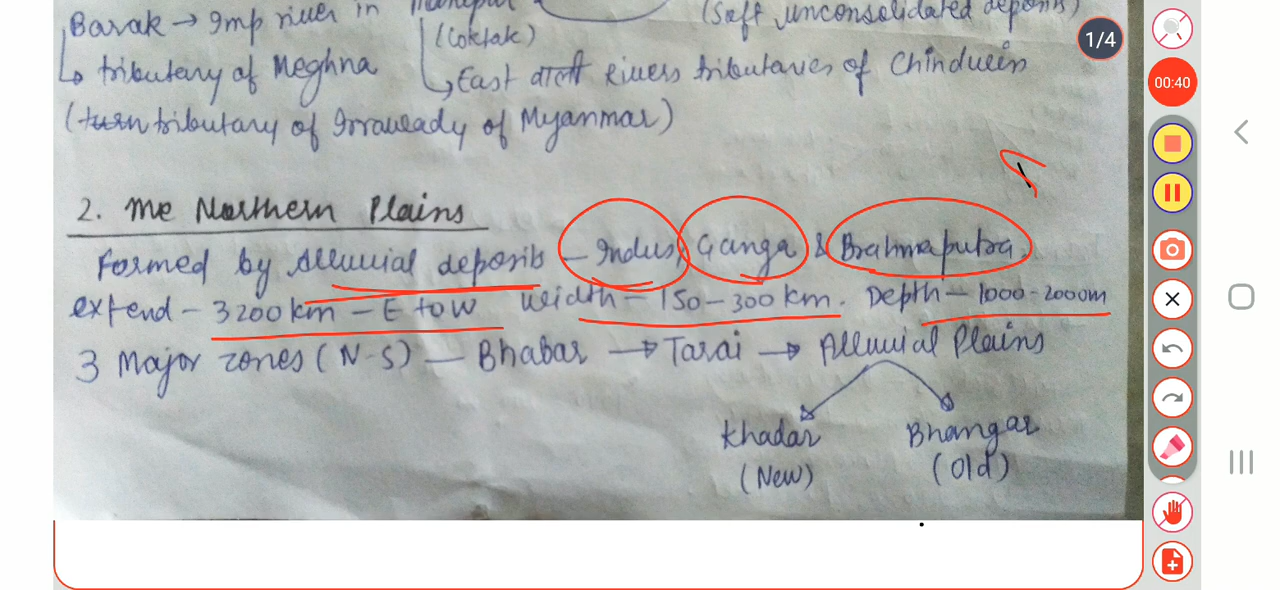 Barak → Imp river in Manipur
(Soft unconsolidated deposits)
↳ tributary of Meghna
(Loktak)
↳ East Rivers tributaries of Chindwin
(turn tributary of Irrawady of Myanmar)
2. The Northern Plains
Formed by Alluvial deposits – Indus, Ganga & Brahmaputra.
extend – 3200 km – E to W width – 150 – 300 km. Depth – 1000-2000m
3 Major zones (N-S) – Bhabar → Tarai → Alluvial Plains
Khadar Bhangar
(New) (Old)
1/4
00:40